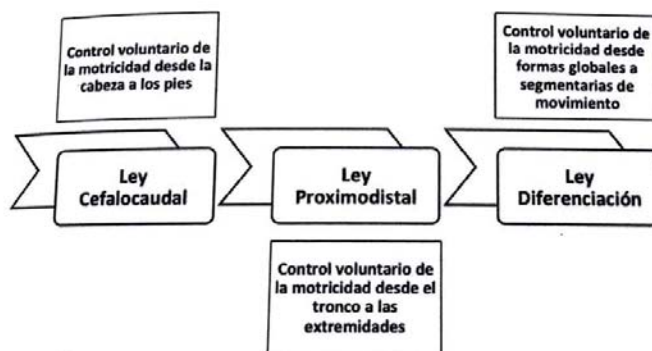 Control voluntario de
la motricidad desde la
cabeza a los pies
Control voluntario de
la motricidad desde
formas globales a
segmentarias de
movimiento
Ley
Cefalocaudal
Ley
Proximodistal
Ley
Diferenciación
Control voluntario de
la motricidad desde el
tronco a las
extremidades